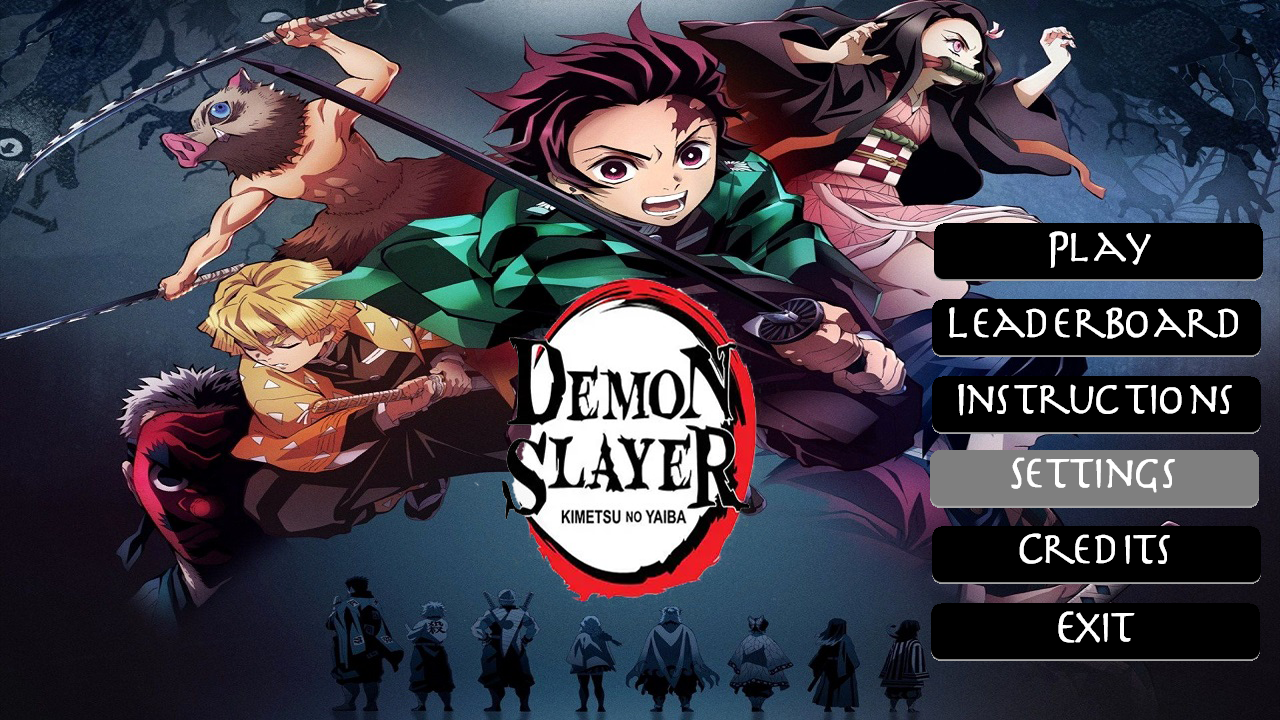 PLAY
LEADERBOARD
INSTRUCTIONS
DEMON
SLAYER
KIMETSU NO YAIBA
SETTINGS
CREDITS
EXIT